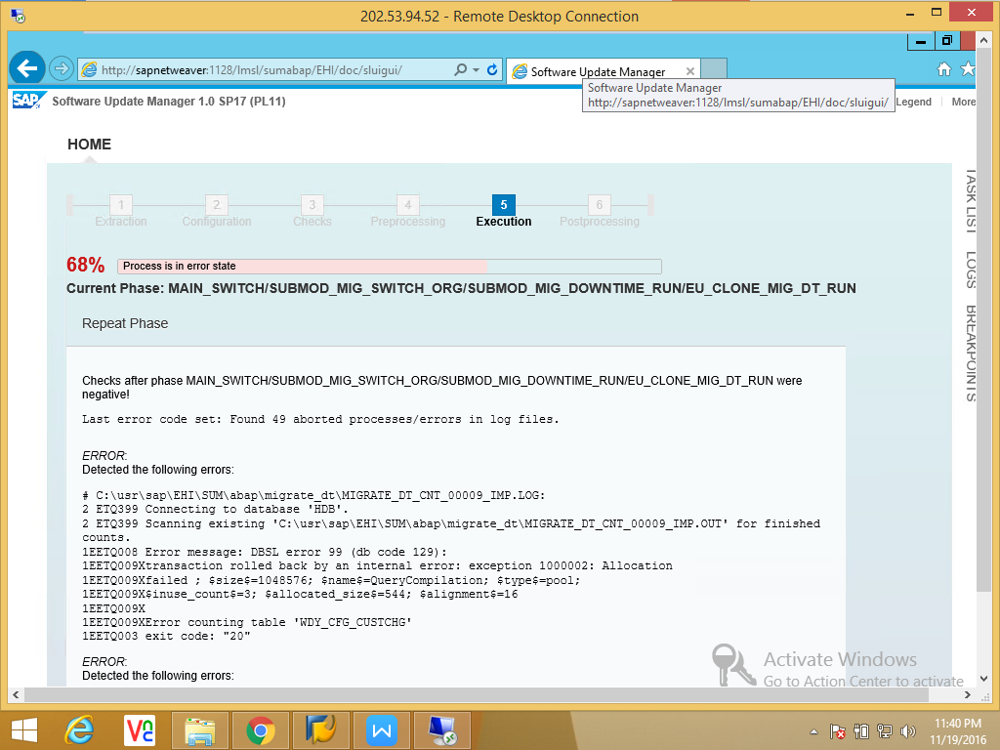 202.53.94.52 - Remote Desktop Connection
http://sapnetweaver:1128/lmsl/sumabap/EHI/doc/sluigui/
Software Update Manager
Software Update Manager
http://sapnetweaver:1128/lmsl/sumabap/EHI/doc/sluigui/
SAP Software Update Manager 1.0 SP17 (PL11)
Legend
More
HOME
TASK LIST
LOGS
BREAKPOINTS
1 2 3 4 5 6
Extraction Configuration Checks Preprocessing Execution Postprocessing
68% Process is in error state
Current Phase: MAIN_SWITCH/SUBMOD_MIG_SWITCH_ORG/SUBMOD_MIG_DOWNTIME_RUN/EU_CLONE_MIG_DT_RUN
Repeat Phase
Checks after phase MAIN_SWITCH/SUBMOD_MIG_SWITCH_ORG/SUBMOD_MIG_DOWNTIME_RUN/EU_CLONE_MIG_DT_RUN were
negative!
Last error code set: Found 49 aborted processes/errors in log files.
ERROR:
Detected the following errors:
# C:\usr\sap\EHI\SUM\abap\migrate_dt\MIGRATE_DT_CNT_00009_IMP.LOG:
2 ETQ399 Connecting to database 'HDB'.
2 ETQ399 Scanning existing 'C:\usr\sap\EHI\SUM\abap\migrate_dt\MIGRATE_DT_CNT_00009_IMP.OUT' for finished
counts.
1EETQ008 Error message: DBSL error 99 (db code 129):
1EETQ009Xtransaction rolled back by an internal error: exception 1000002: Allocation
1EETQ009Xfailed ; $size$=1048576; $name$=QueryCompilation; $type$=pool;
1EETQ009X$inuse_count$=3; $allocated_size$=544; $alignment$=16
1EETQ009X
1EETQ009XError counting table 'WDY_CFG_CUSTCHG'
1EETQ003 exit code: "20"
ERROR:
Detected the following errors:
Activate Windows
Go to Action Center to activate
11:40 PM
11/19/2016